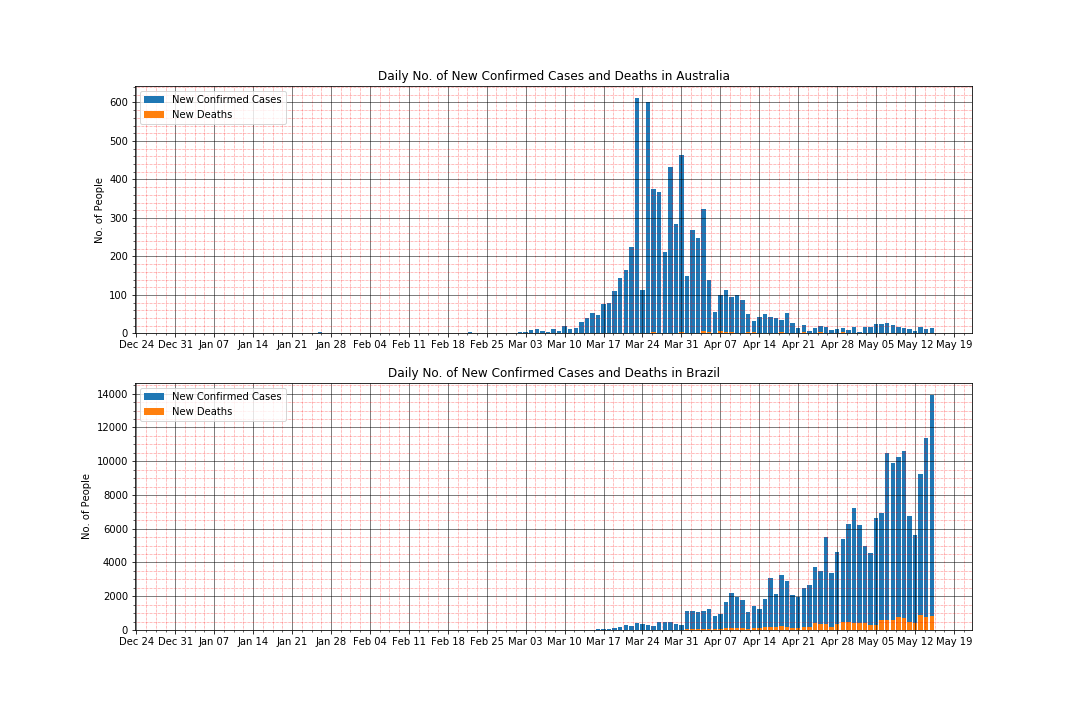 Daily No. of New Confirmed Cases and Deaths in Australia
New Confirmed Cases
New Deaths
No. of People
600
500
400
300
200
100
0
Dec 24 Dec 31 Jan 07 Jan 14 Jan 21 Jan 28 Feb 04 Feb 11 Feb 18 Feb 25 Mar 03 Mar 10 Mar 17 Mar 24 Mar 31 Apr 07 Apr 14 Apr 21 Apr 28 May 05 May 12 May 19
Daily No. of New Confirmed Cases and Deaths in Brazil
New Confirmed Cases
New Deaths
No. of People
14000
12000
10000
8000
6000
4000
2000
0
Dec 24 Dec 31 Jan 07 Jan 14 Jan 21 Jan 28 Feb 04 Feb 11 Feb 18 Feb 25 Mar 03 Mar 10 Mar 17 Mar 24 Mar 31 Apr 07 Apr 14 Apr 21 Apr 28 May 05 May 12 May 19